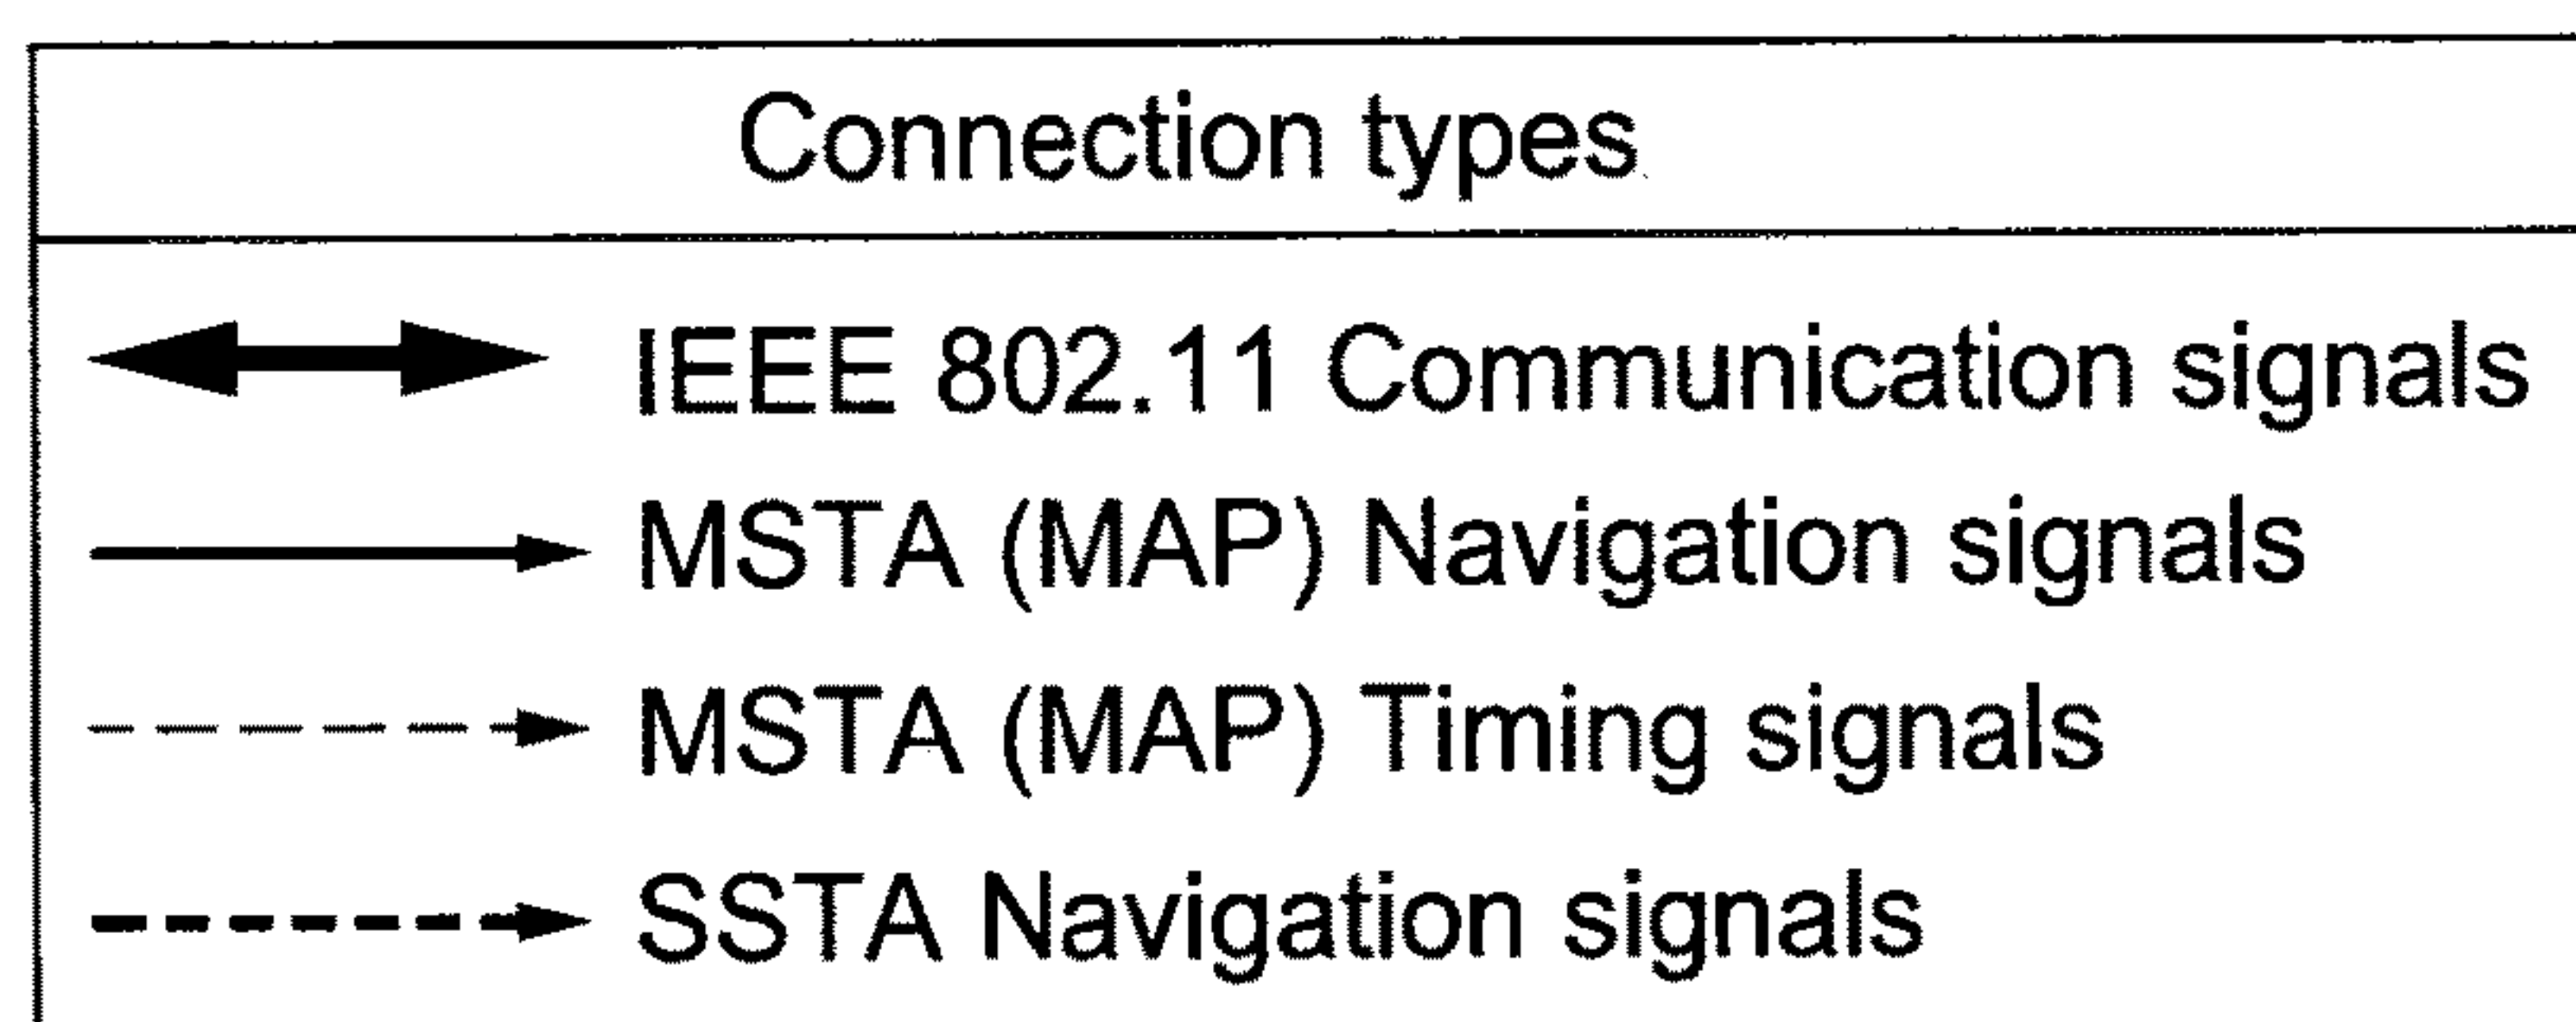 Connection types
IEEE 802.11 Communication signals
MSTA (MAP) Navigation signals
MSTA (MAP) Timing signals
SSTA Navigation signals